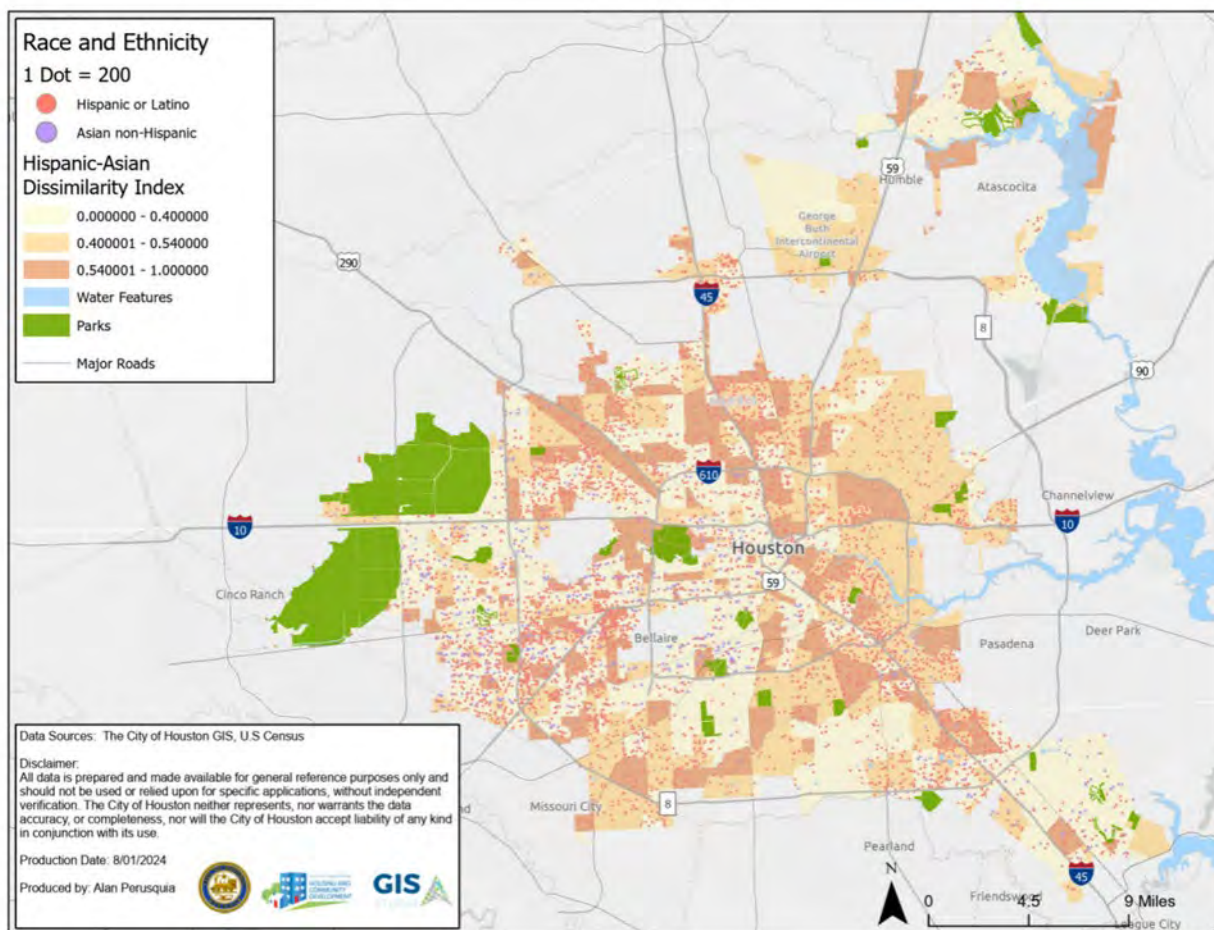 Race and Ethnicity
1 Dot = 200
Hispanic or Latino
Asian non-Hispanic
Hispanic-Asian
Dissimilarity Index
0.000000 - 0.400000
0.400001 - 0.540000
0.540001 - 1.000000
Water Features
Parks
Major Roads
59
Humble
Atascocita
George
Bush
Intercontinental
Airport
290
45
8
90
610
Channelview
10
10
Houston
59
Cinco Ranch
Bellaire
Pasadena
Deer Park
Missouri City
8
Pearland
45
Friendswood
League City
N
0
4.5
9 Miles
Data Sources: The City of Houston GIS, U.S Census
Disclaimer:
All data is prepared and made available for general reference purposes only and
should not be used or relied upon for specific applications, without independent
verification. The City of Houston neither represents, nor warrants the data
accuracy, or completeness, nor will the City of Houston accept liability of any kind
in conjunction with its use.
Production Date: 8/01/2024
Produced by: Alan Perusquia
HOUSING AND
COMMUNITY
DEVELOPMENT
GIS